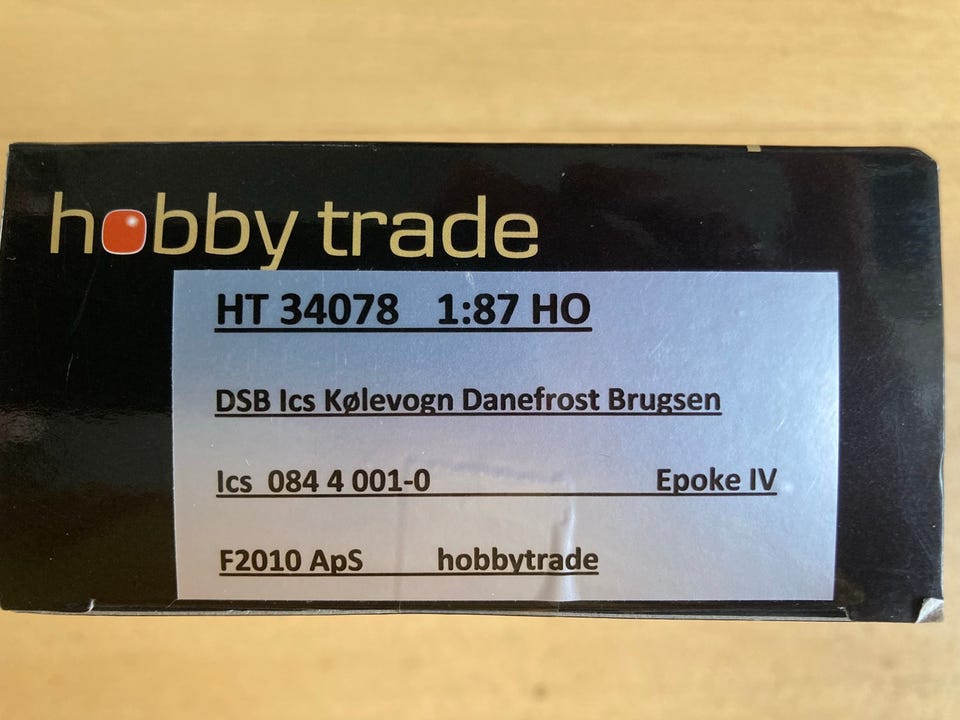 hobby trade
HT 34078 1:87 HO
DSB Ics Kølevogn Danefrost Brugsen
Ics 084 4 001-0 Epoke IV
F2010 ApS hobbytrade